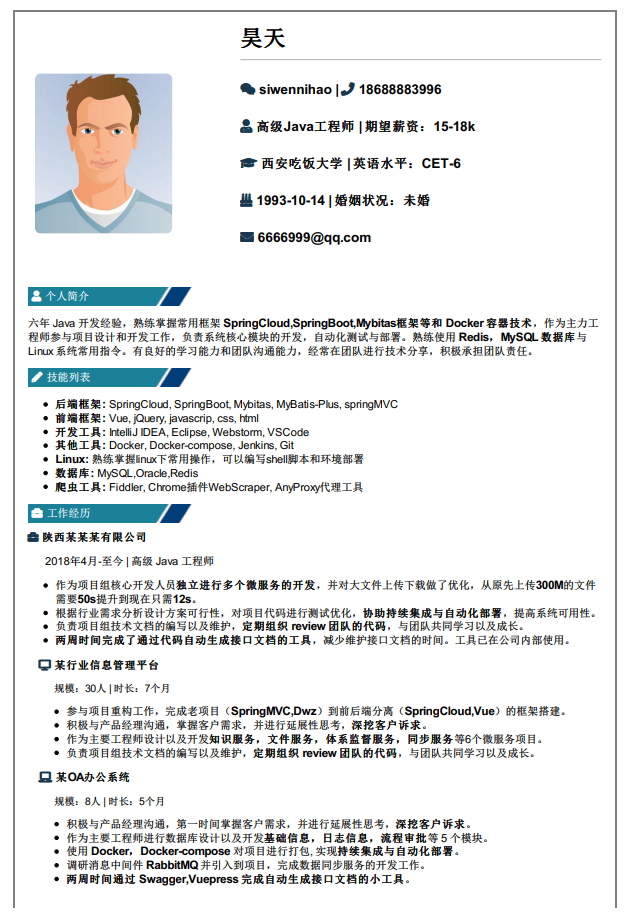 昊天
siwennihao | 18688883996
高级Java工程师 | 期望薪资：15-18k
西安吃饭大学 | 英语水平：CET-6
1993-10-14 | 婚姻状况：未婚
6666999@qq.com
个人简介
六年 Java 开发经验，熟练掌握常用框架 SpringCloud,SpringBoot,Mybitas框架等和 Docker 容器技术，作为主力工
程师参与项目设计和开发工作，负责系统核心模块的开发，自动化测试与部署。熟练使用 Redis，MySQL 数据库与
Linux 系统常用指令。有良好的学习能力和团队沟通能力，经常在团队进行技术分享，积极承担团队责任。
技能列表
后端框架: SpringCloud, SpringBoot, Mybitas, MyBatis-Plus, springMVC
前端框架: Vue, jQuery, javascrip, css, html
开发工具: IntelliJ IDEA, Eclipse, Webstorm, VSCode
其他工具: Docker, Docker-compose, Jenkins, Git
Linux: 熟练掌握linux下常用操作，可以编写shell脚本和环境部署
数据库: MySQL,Oracle,Redis
爬虫工具: Fiddler, Chrome插件WebScraper, AnyProxy代理工具
工作经历
陕西某某某有限公司
2018年4月-至今 | 高级 Java 工程师
作为项目组核心开发人员独立进行多个微服务的开发，并对大文件上传下载做了优化，从原先上传300M的文件
需要50s提升到现在只需12s。
根据行业需求分析设计方案可行性，对项目代码进行测试优化，协助持续集成与自动化部署，提高系统可用性。
负责项目组技术文档的编写以及维护，定期组织 review 团队的代码，与团队共同学习以及成长。
两周时间完成了通过代码自动生成接口文档的工具，减少维护接口文档的时间。工具已在公司内部使用。
某行业信息管理平台
规模：30人 | 时长：7个月
参与项目重构工作，完成老项目（SpringMVC,Dwz）到前后端分离（SpringCloud,Vue）的框架搭建。
积极与产品经理沟通，掌握客户需求，并进行延展性思考，深挖客户诉求。
作为主要工程师设计以及开发知识服务，文件服务，体系监督服务，同步服务等6个微服务项目。
负责项目组技术文档的编写以及维护，定期组织 review 团队的代码，与团队共同学习以及成长。
某OA办公系统
规模：8人 | 时长：5个月
积极与产品经理沟通，第一时间掌握客户需求，并进行延展性思考，深挖客户诉求。
作为主要工程师进行数据库设计以及开发基础信息，日志信息，流程审批等 5 个模块。
使用 Docker，Docker-compose 对项目进行打包,实现持续集成与自动化部署。
调研消息中间件 RabbitMQ 并引入到项目，完成数据同步服务的开发工作。
两周时间通过 Swagger,Vuepress 完成自动生成接口文档的小工具。